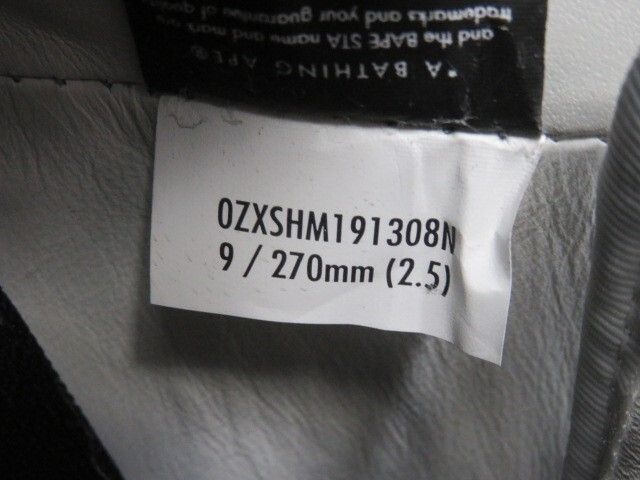 "A BATHING APE®
and the BAPE STA name and mark are
trademarks and your guarantee of quality
0ZXSHM191308N
9 / 270mm (2.5)